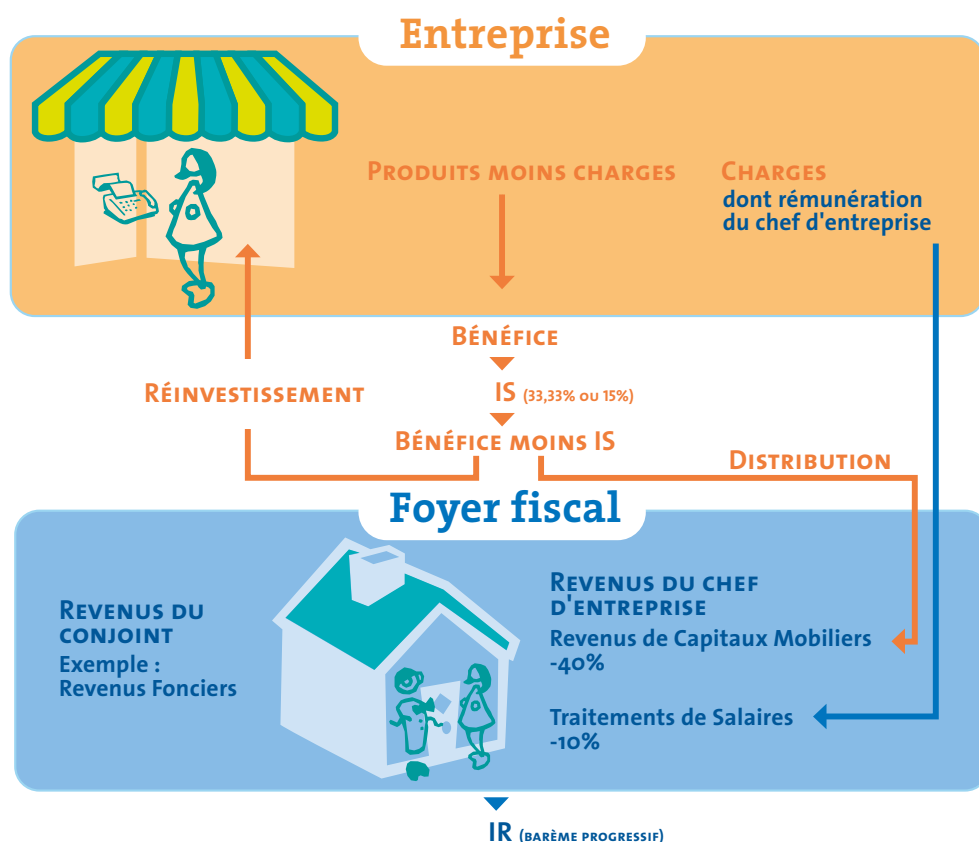 Entreprise
PRODUITS MOINS CHARGES
CHARGES
dont rémunération
du chef d'entreprise
BÉNÉFICE
IS (33,33% OU 15%)
RÉINVESTISSEMENT
BÉNÉFICE MOINS IS
DISTRIBUTION
Foyer fiscal
REVENUS DU
CONJOINT
Exemple :
Revenus Fonciers
REVENUS DU CHEF
D'ENTREPRISE
Revenus de Capitaux Mobiliers
-40%
Traitements de Salaires
-10%
IR (BARÈME PROGRESSIF)